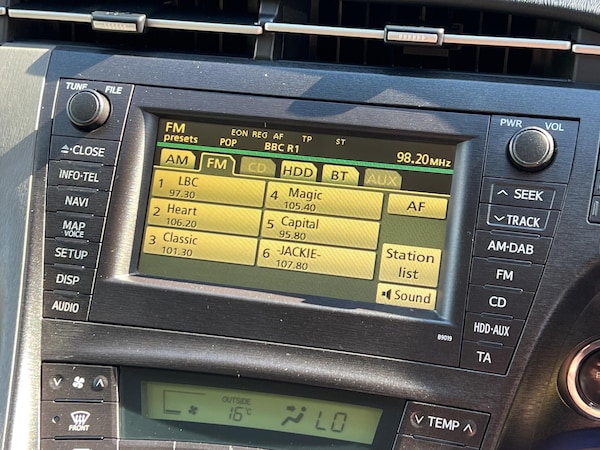 TUNE FILE
PWR VOL
FM EON REG AF TP ST
presets POP BBC R1 98.20 MHz
AM FM CD HDD BT AUX
1 LBC
97.30
4 Magic
105.40
AF
2 Heart
106.20
5 Capital
95.80
3 Classic
101.30
6 -JACKIE-
107.80
Station
list
Sound
CLOSE
INFO·TEL
NAVI
MAP
VOICE
SETUP
DISP
AUDIO
SEEK
TRACK
AM·DAB
FM
CD
HDD·AUX
TA
B9019
OUTSIDE
16°C LO
FRONT
TEMP